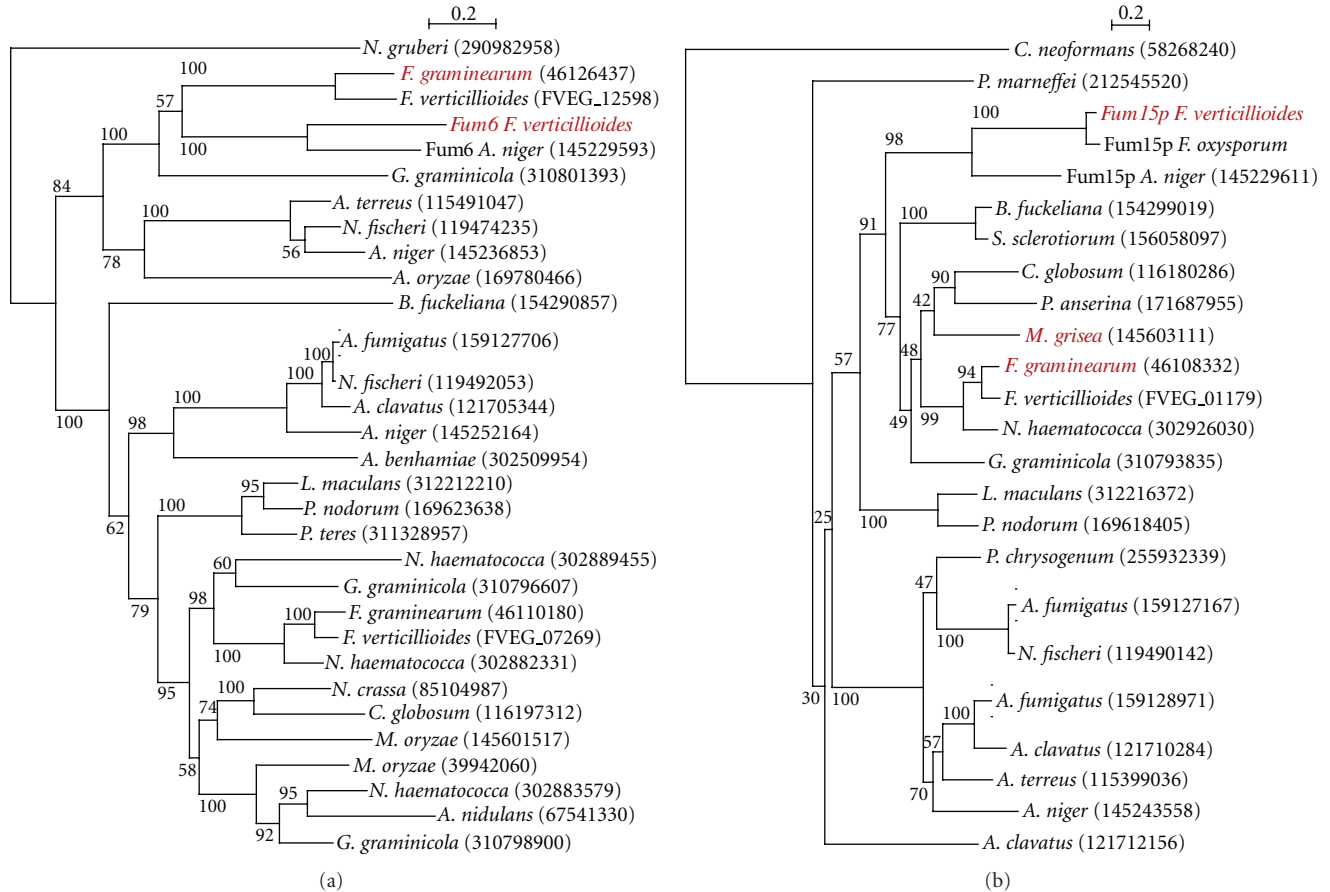 0.2
N. gruberi (290982958)
100
F. graminearum (46126437)
F. verticillioides (FVEG_12598)
57
Fum6 F. verticillioides
100
100
Fum6 A. niger (145229593)
G. graminicola (310801393)
84
A. terreus (115491047)
100
N. fischeri (119474235)
56
A. niger (145236853)
78
A. oryzae (169780466)
B. fuckeliana (154290857)
A. fumigatus (159127706)
100
100
N. fischeri (119492053)
A. clavatus (121705344)
100
98
A. niger (145252164)
100
A. benhamiae (302509954)
L. maculans (312212210)
95
100
P. nodorum (169623638)
62
P. teres (311328957)
N. haematococca (302889455)
60
G. graminicola (310796607)
98
79
F. graminearum (46110180)
100
F. verticillioides (FVEG_07269)
100
N. haematococca (302882331)
95
N. crassa (85104987)
100
74
C. globosum (116197312)
M. oryzae (145601517)
58
M. oryzae (39942060)
100
N. haematococca (302883579)
95
A. nidulans (67541330)
92
G. graminicola (310798900)
(a)
0.2
C. neoformans (58268240)
P. marneffei (212545520)
100
Fum15p F. verticillioides
98
Fum15p F. oxysporum
Fum15p A. niger (145229611)
B. fuckeliana (154299019)
91
100
S. sclerotiorum (156058097)
C. globosum (116180286)
90
42
P. anserina (171687955)
77
M. grisea (145603111)
48
57
F. graminearum (46108332)
94
F. verticillioides (FVEG_01179)
49
99
N. haematococca (302926030)
G. graminicola (310793835)
L. maculans (312216372)
25
100
P. nodorum (169618405)
P. chrysogenum (255932339)
47
A. fumigatus (159127167)
100
N. fischeri (119490142)
30
100
A. fumigatus (159128971)
100
57
A. clavatus (121710284)
A. terreus (115399036)
70
A. niger (145243558)
A. clavatus (121712156)
(b)